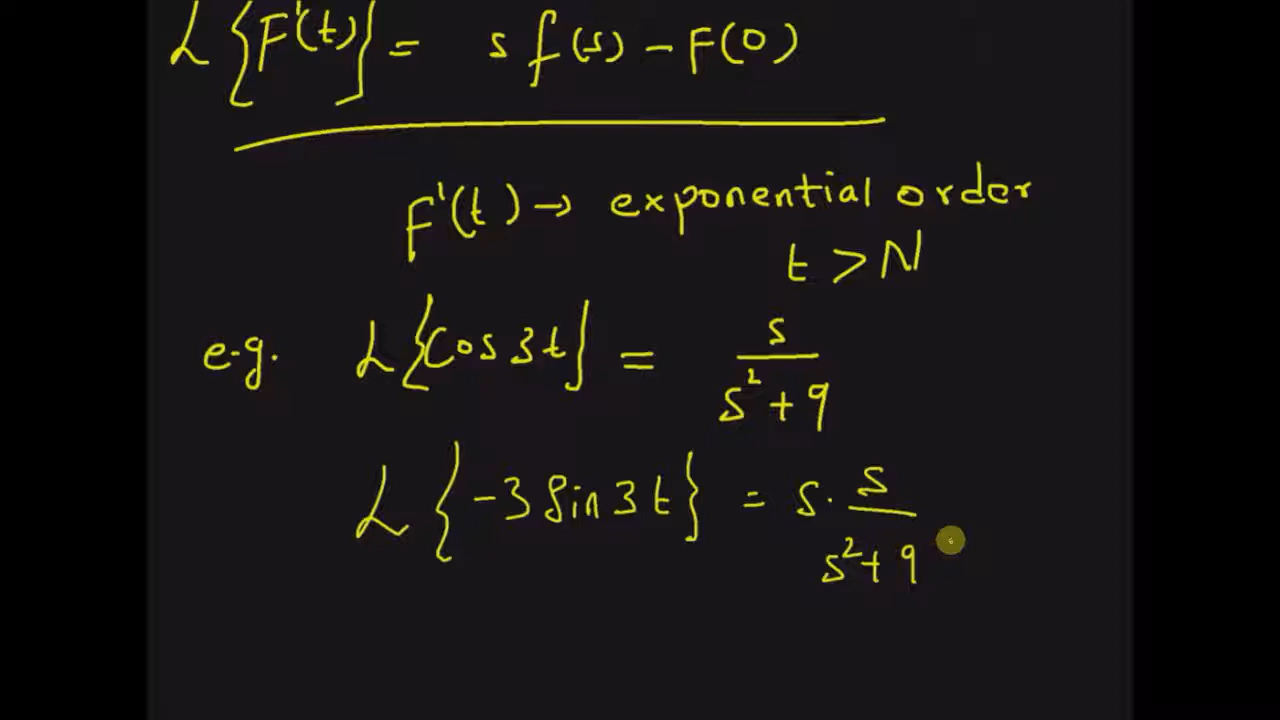 L{F'(t)} = s f(s) - F(0)
F'(t) → exponential order
t > N
e.g. L{Cos 3t} = s/(s²+9)
L{-3 Sin 3t} = s · s/(s²+9)